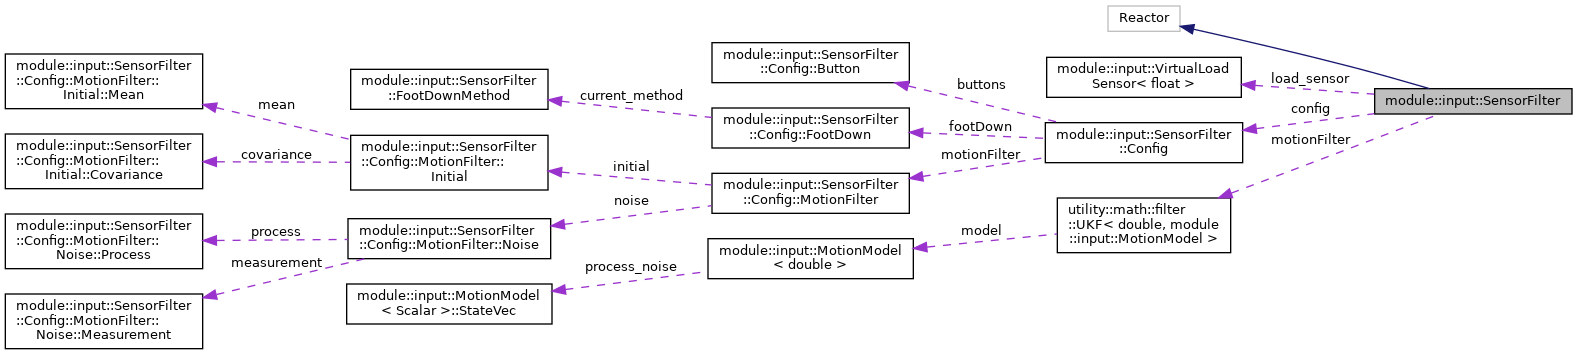 Reactor
module::input::SensorFilter
::Config::MotionFilter::
Initial::Mean
mean
module::input::SensorFilter
::FootDownMethod
current_method
module::input::SensorFilter
::Config::Button
buttons
module::input::VirtualLoad
Sensor< float >
load_sensor
module::input::SensorFilter
config
module::input::SensorFilter
::Config::FootDown
footDown
module::input::SensorFilter
::Config
motionFilter
module::input::SensorFilter
::Config::MotionFilter::
Initial::Covariance
covariance
module::input::SensorFilter
::Config::MotionFilter::
Initial
initial
module::input::SensorFilter
::Config::MotionFilter
motionFilter
noise
module::input::SensorFilter
::Config::MotionFilter::
Noise::Process
process
module::input::SensorFilter
::Config::MotionFilter::Noise
measurement
module::input::MotionModel
< double >
model
utility::math::filter
::UKF< double, module
::input::MotionModel >
process_noise
module::input::SensorFilter
::Config::MotionFilter::
Noise::Measurement
module::input::MotionModel
< Scalar >::StateVec